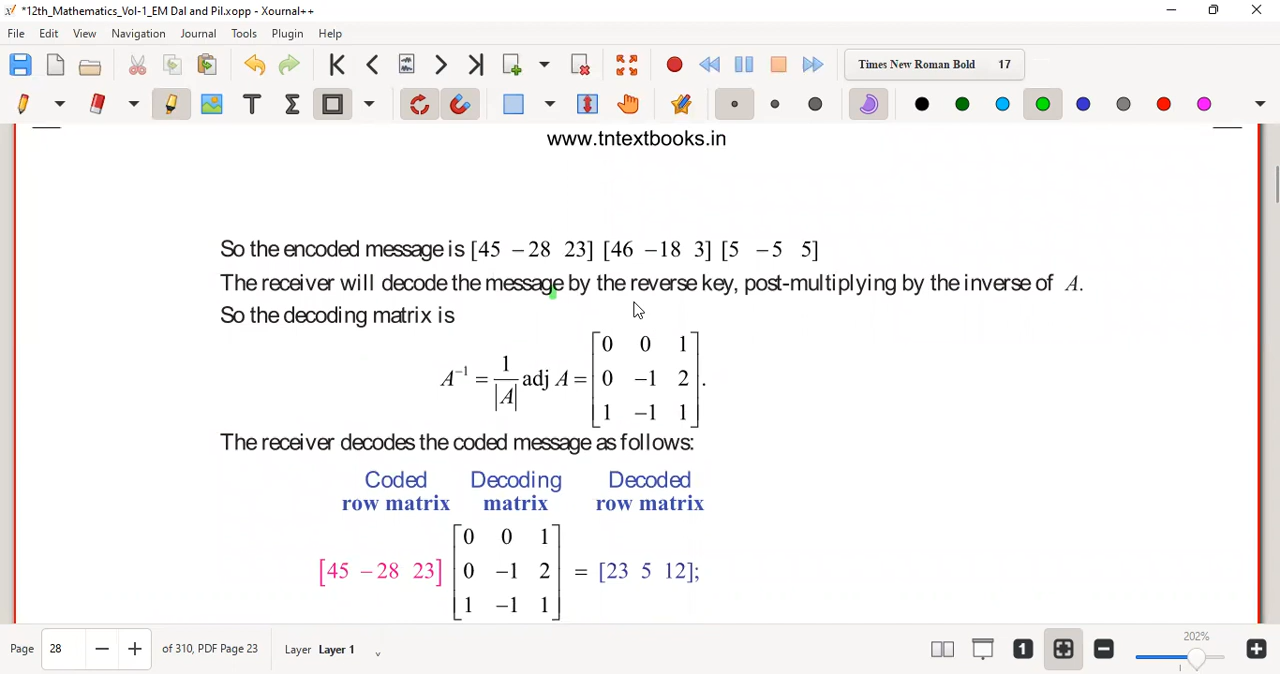 *12th_Mathematics_Vol-1_EM Dal and Pil.xopp - Xournal++
File Edit View Navigation Journal Tools Plugin Help
Times New Roman Bold 17
www.tntextbooks.in
So the encoded message is [45 −28 23] [46 −18 3] [5 −5 5]
The receiver will decode the message by the reverse key, post-multiplying by the inverse of A.
So the decoding matrix is
A⁻¹ = 1/|A| adj A = [0 0 1
0 −1 2
1 −1 1].
The receiver decodes the coded message as follows:
Coded Decoding Decoded
row matrix matrix row matrix
[45 −28 23] [0 0 1
0 −1 2
1 −1 1] = [23 5 12];
Page 28 of 310, PDF Page 23 Layer Layer 1 1 202%